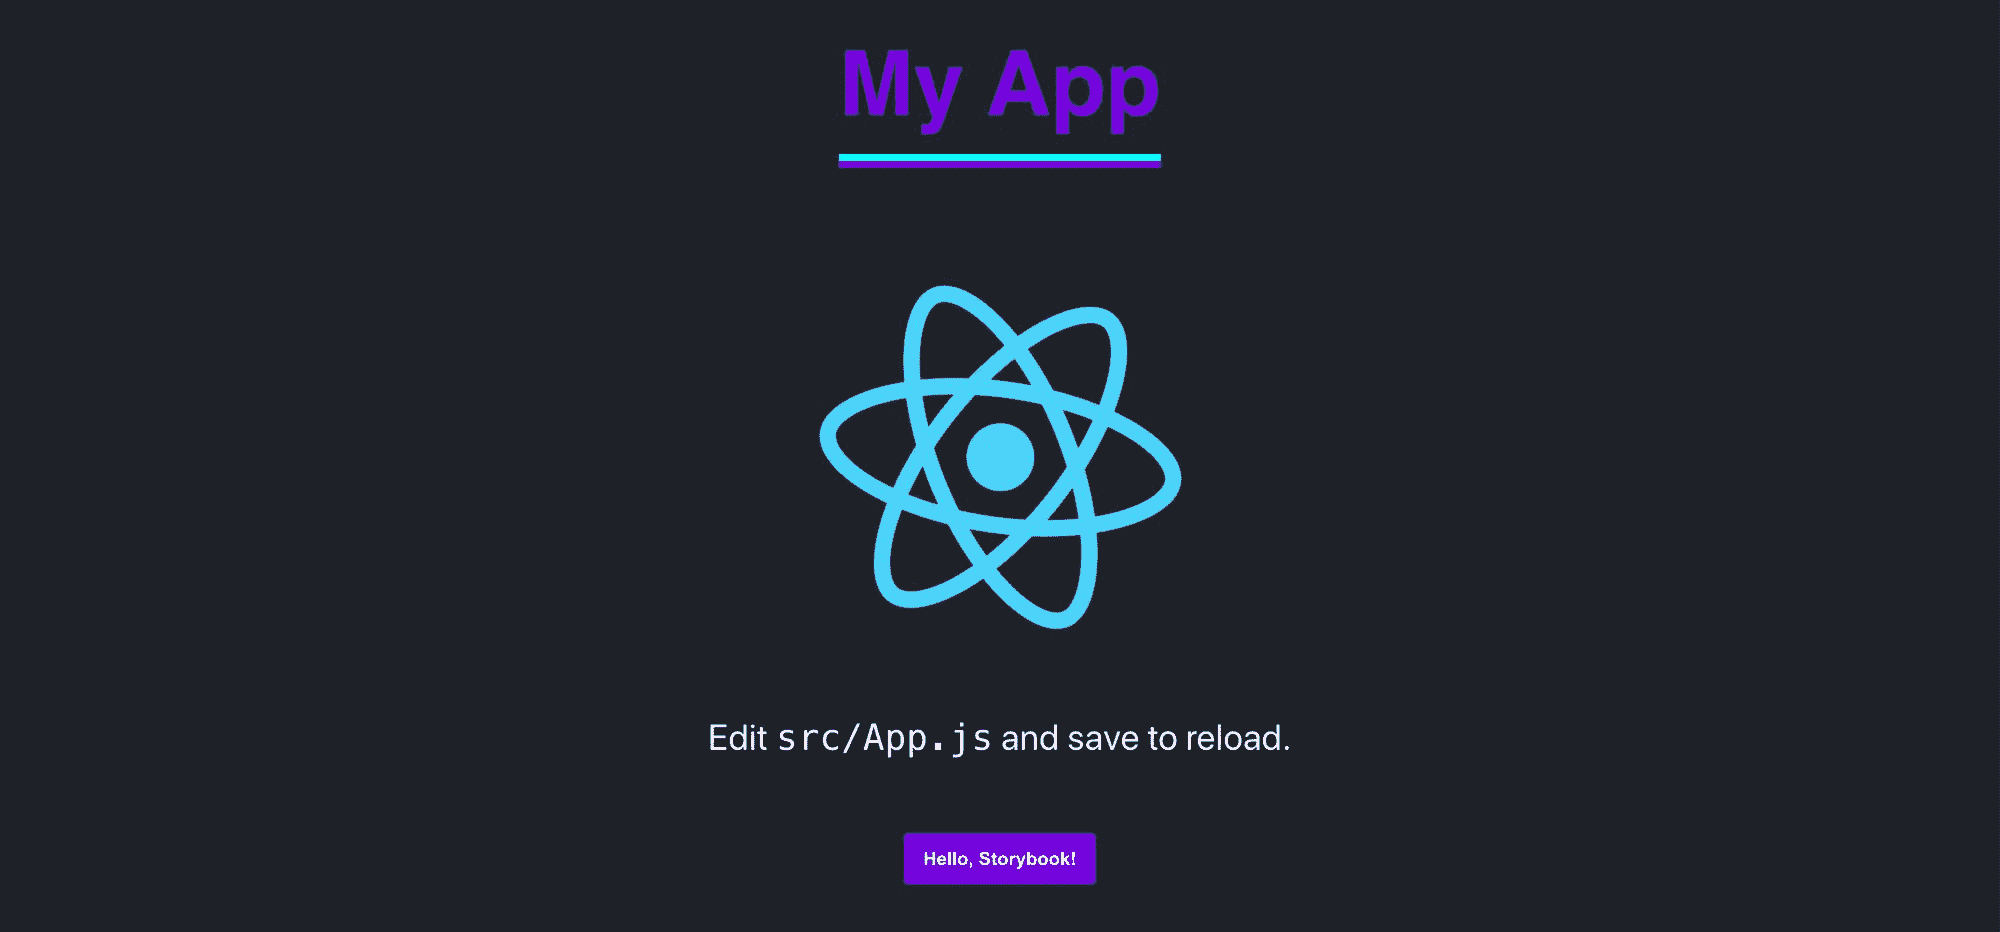 My App
Edit src/App.js and save to reload.
Hello, Storybook!